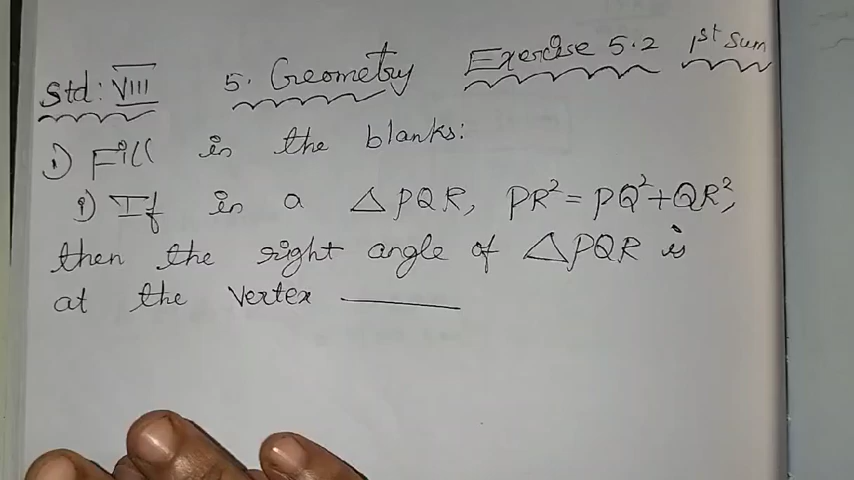 Std: VIII 5. Geometry Exercise 5.2 1st Sum
1) Fill in the blanks:
i) If in a △PQR, PR² = PQ² + QR²,
then the right angle of △PQR is
at the vertex ______